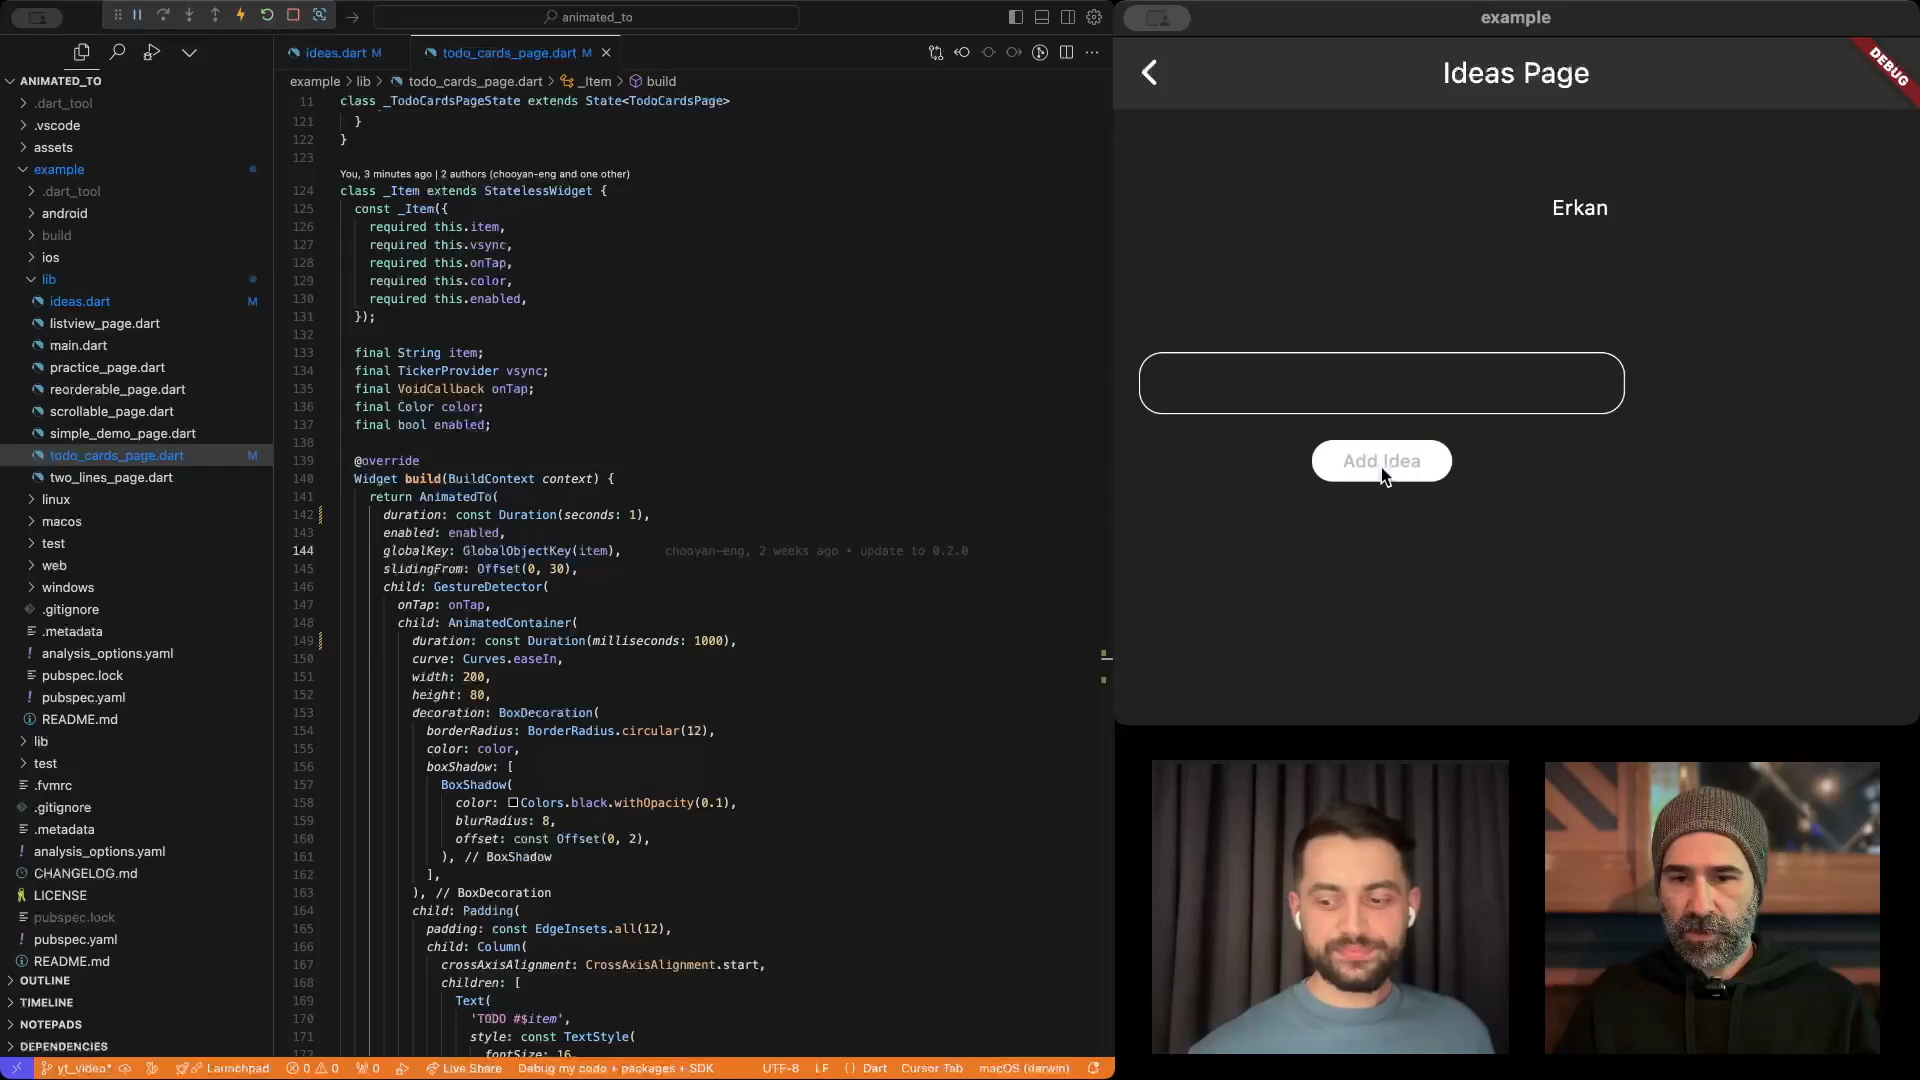 animated_to
example
ideas.dart M
todo_cards_page.dart M
Ideas Page
DEBUG
ANIMATED_TO
.dart_tool
.vscode
assets
example
.dart_tool
android
build
ios
lib
ideas.dart M
listview_page.dart
main.dart
practice_page.dart
reorderable_page.dart
scrollable_page.dart
simple_demo_page.dart
todo_cards_page.dart M
two_lines_page.dart
linux
macos
test
web
windows
.gitignore
.metadata
! analysis_options.yaml
pubspec.lock
! pubspec.yaml
README.md
lib
test
.fvmrc
.gitignore
.metadata
! analysis_options.yaml
CHANGELOG.md
LICENSE
pubspec.lock
! pubspec.yaml
README.md
OUTLINE
TIMELINE
NOTEPADS
DEPENDENCIES
example > lib > todo_cards_page.dart > _Item > build
11 class _TodoCardsPageState extends State<TodoCardsPage>
121 }
122 }
123
You, 3 minutes ago | 2 authors (chooyan-eng and one other)
124 class _Item extends StatelessWidget {
125 const _Item({
126 required this.item,
127 required this.vsync,
128 required this.onTap,
129 required this.color,
130 required this.enabled,
131 });
132
133 final String item;
134 final TickerProvider vsync;
135 final VoidCallback onTap;
136 final Color color;
137 final bool enabled;
138
139 @override
140 Widget build(BuildContext context) {
141 return AnimatedTo(
142 duration: const Duration(seconds: 1),
143 enabled: enabled,
144 globalKey: GlobalObjectKey(item), chooyan-eng, 2 weeks ago • update to 0.2.0
145 slidingFrom: Offset(0, 30),
146 child: GestureDetector(
147 onTap: onTap,
148 child: AnimatedContainer(
149 duration: const Duration(milliseconds: 1000),
150 curve: Curves.easeIn,
151 width: 200,
152 height: 80,
153 decoration: BoxDecoration(
154 borderRadius: BorderRadius.circular(12),
155 color: color,
156 boxShadow: [
157 BoxShadow(
158 color: Colors.black.withOpacity(0.1),
159 blurRadius: 8,
160 offset: const Offset(0, 2),
161 ), // BoxShadow
162 ],
163 ), // BoxDecoration
164 child: Padding(
165 padding: const EdgeInsets.all(12),
166 child: Column(
167 crossAxisAlignment: CrossAxisAlignment.start,
168 children: [
169 Text(
170 'TODO #$item',
171 style: const TextStyle(
172 fontSize: 16,
Erkan
Add Idea
yt_video* Launchpad 0 0 0 Live Share Debug my code + packages + SDK UTF-8 LF {} Dart Cursor Tab macOS (darwin)